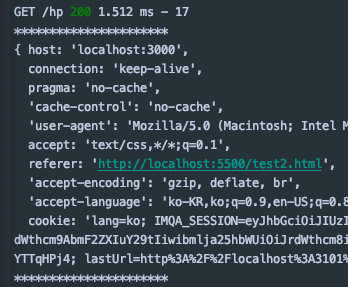 GET /hp 200 1.512 ms - 17
**********************
{ host: 'localhost:3000',
connection: 'keep-alive',
pragma: 'no-cache',
'cache-control': 'no-cache',
'user-agent': 'Mozilla/5.0 (Macintosh; Intel M
accept: 'text/css,*/*;q=0.1',
referer: 'http://localhost:5500/test2.html',
'accept-encoding': 'gzip, deflate, br',
'accept-language': 'ko-KR,ko;q=0.9,en-US;q=0.8
cookie: 'lang=ko; IMQA_SESSION=eyJhbGciOiJIUzI
dWthcm9AbmF2ZXIuY29tIiwibmlja25hbWUiOiJrdWthcm8i
YTTqHPj4; lastUrl=http%3A%2F%2Flocalhost%3A3101%
**********************